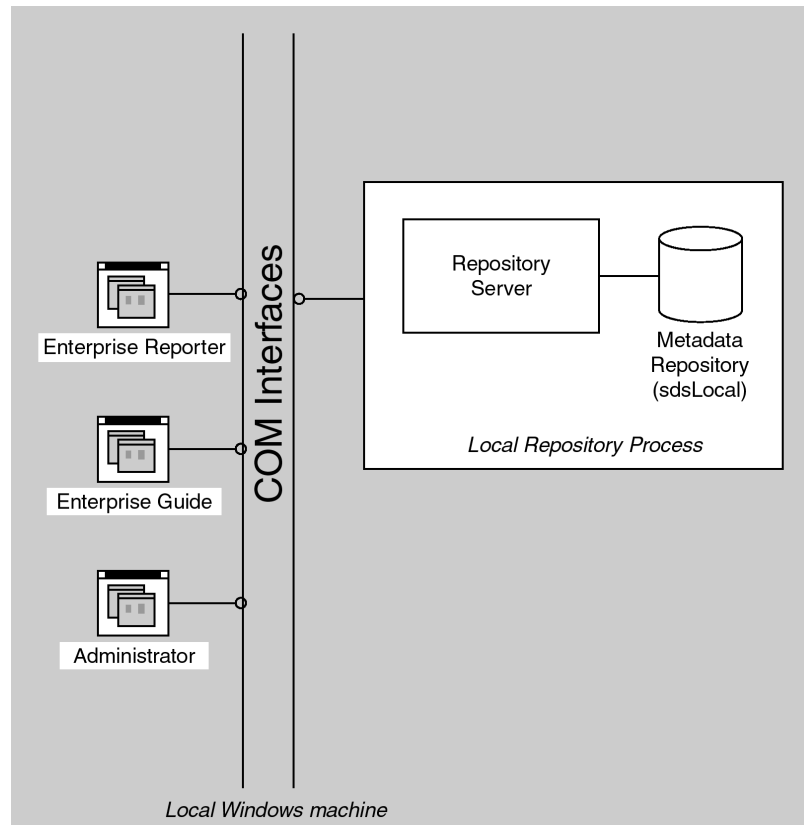 Repository
Server
Metadata
Repository
(sdsLocal)
Local Repository Process
COM Interfaces
Enterprise Reporter
Enterprise Guide
Administrator
Local Windows machine